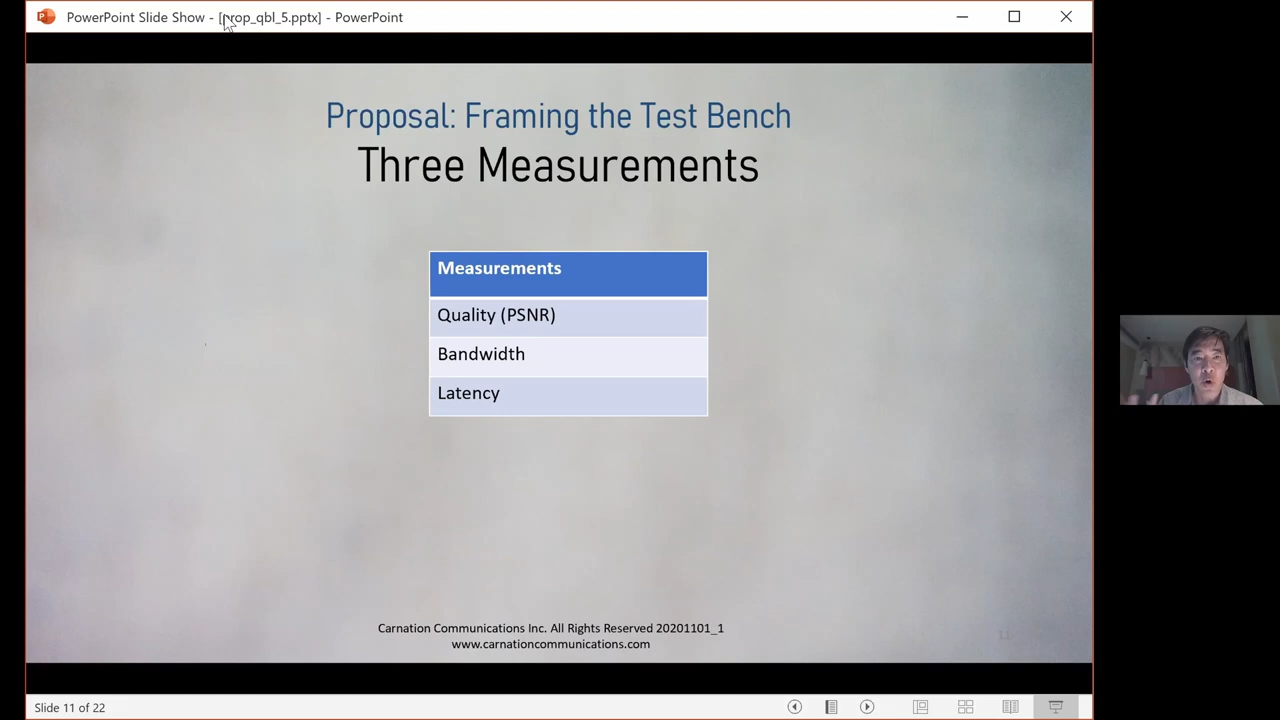 PowerPoint Slide Show - [prop_qbl_5.pptx] - PowerPoint
Proposal: Framing the Test Bench
Three Measurements
Measurements
Quality (PSNR)
Bandwidth
Latency
Carnation Communications Inc. All Rights Reserved 20201101_1
www.carnationcommunications.com
11
Slide 11 of 22